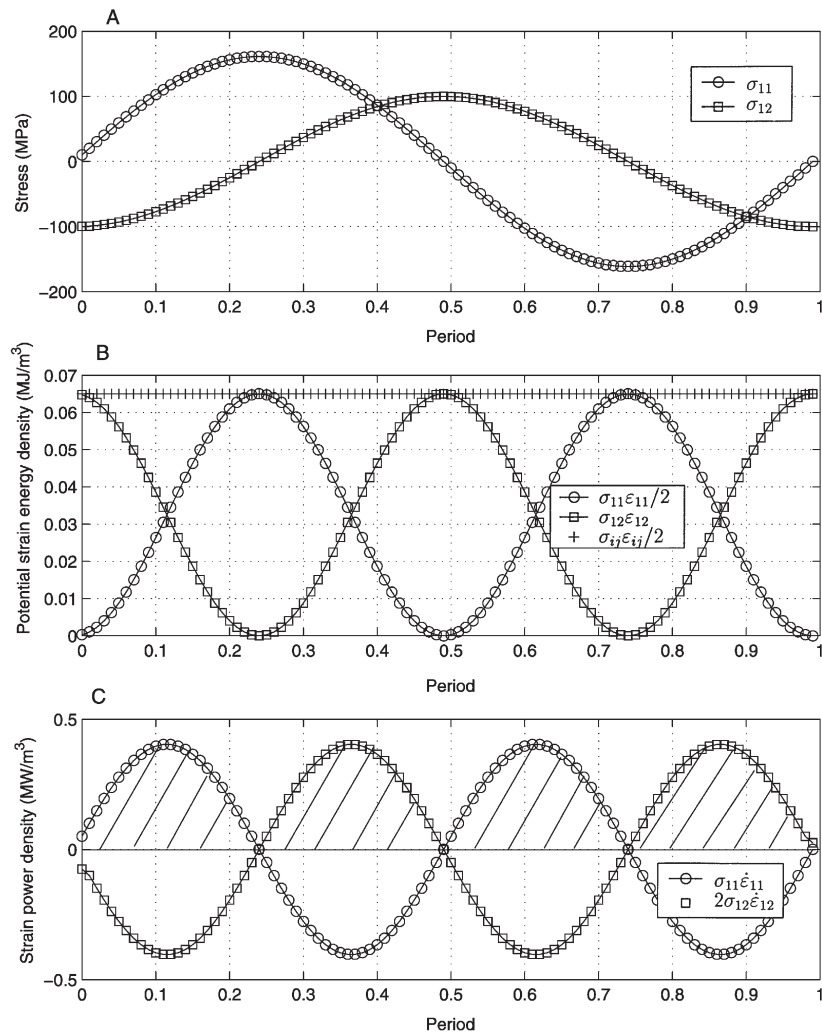 A
200
100
0
−100
−200
Stress (MPa)
σ11
σ12
0 0.1 0.2 0.3 0.4 0.5 0.6 0.7 0.8 0.9 1
Period
B
0.07
0.06
0.05
0.04
0.03
0.02
0.01
0
Potential strain energy density (MJ/m³)
σ11ε11/2
σ12ε12
σijεij/2
0 0.1 0.2 0.3 0.4 0.5 0.6 0.7 0.8 0.9 1
Period
C
0.5
0
−0.5
Strain power density (MW/m³)
σ11ε̇11
2σ12ε̇12
0 0.1 0.2 0.3 0.4 0.5 0.6 0.7 0.8 0.9 1
Period